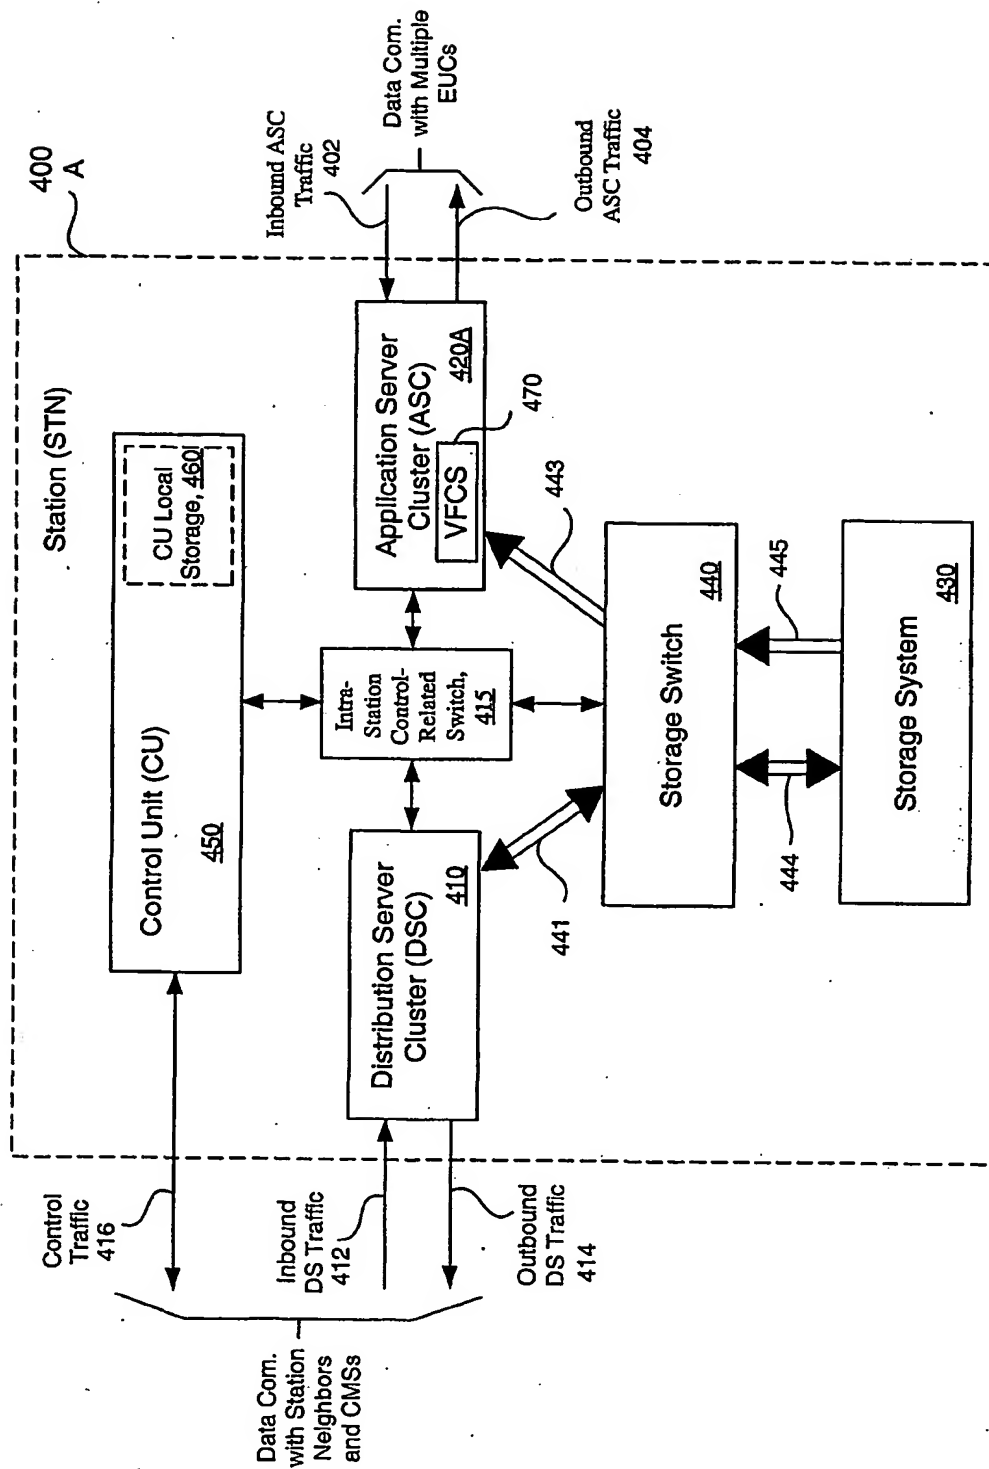 400
A
Station (STN)
Control Unit (CU)
450
CU Local
Storage, 460
Control
Traffic
416
Data Com.
with Station
Neighbors
and CMSs
Inbound
DS Traffic
412
Outbound
DS Traffic
414
Distribution Server
Cluster (DSC)
410
Intra-
Station
Control-
Related
Switch,
415
Application Server
Cluster (ASC)
420A
VFCS
470
Inbound ASC
Traffic
402
Outbound
ASC Traffic
404
Data Com.
with Multiple
EUCs
441
443
Storage Switch
440
444
445
Storage System
430